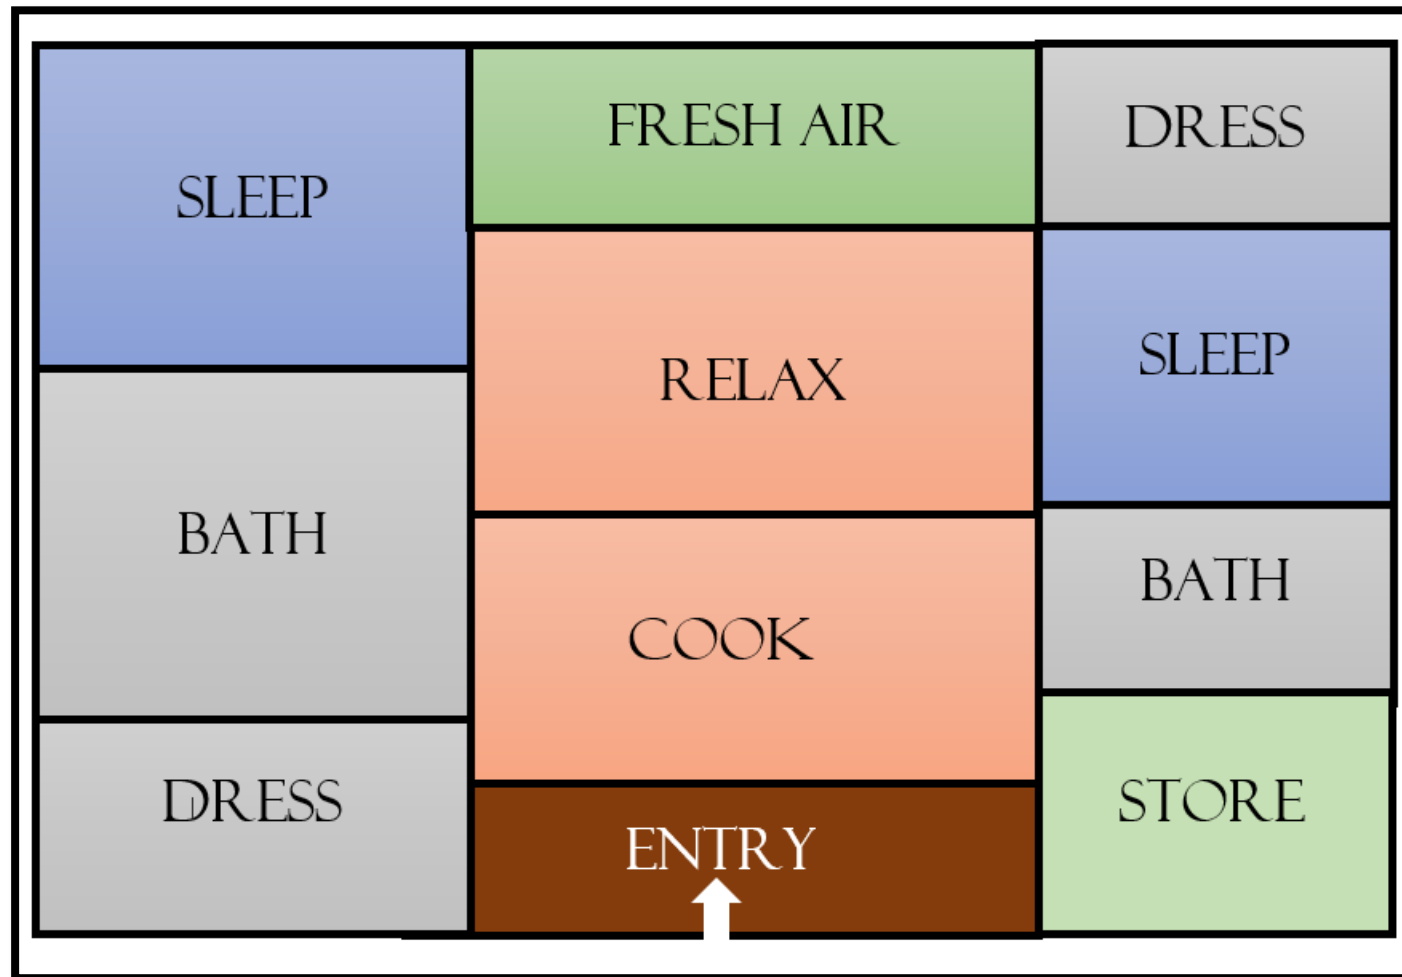 FRESH AIR
DRESS
SLEEP
SLEEP
RELAX
BATH
BATH
COOK
DRESS
STORE
ENTRY